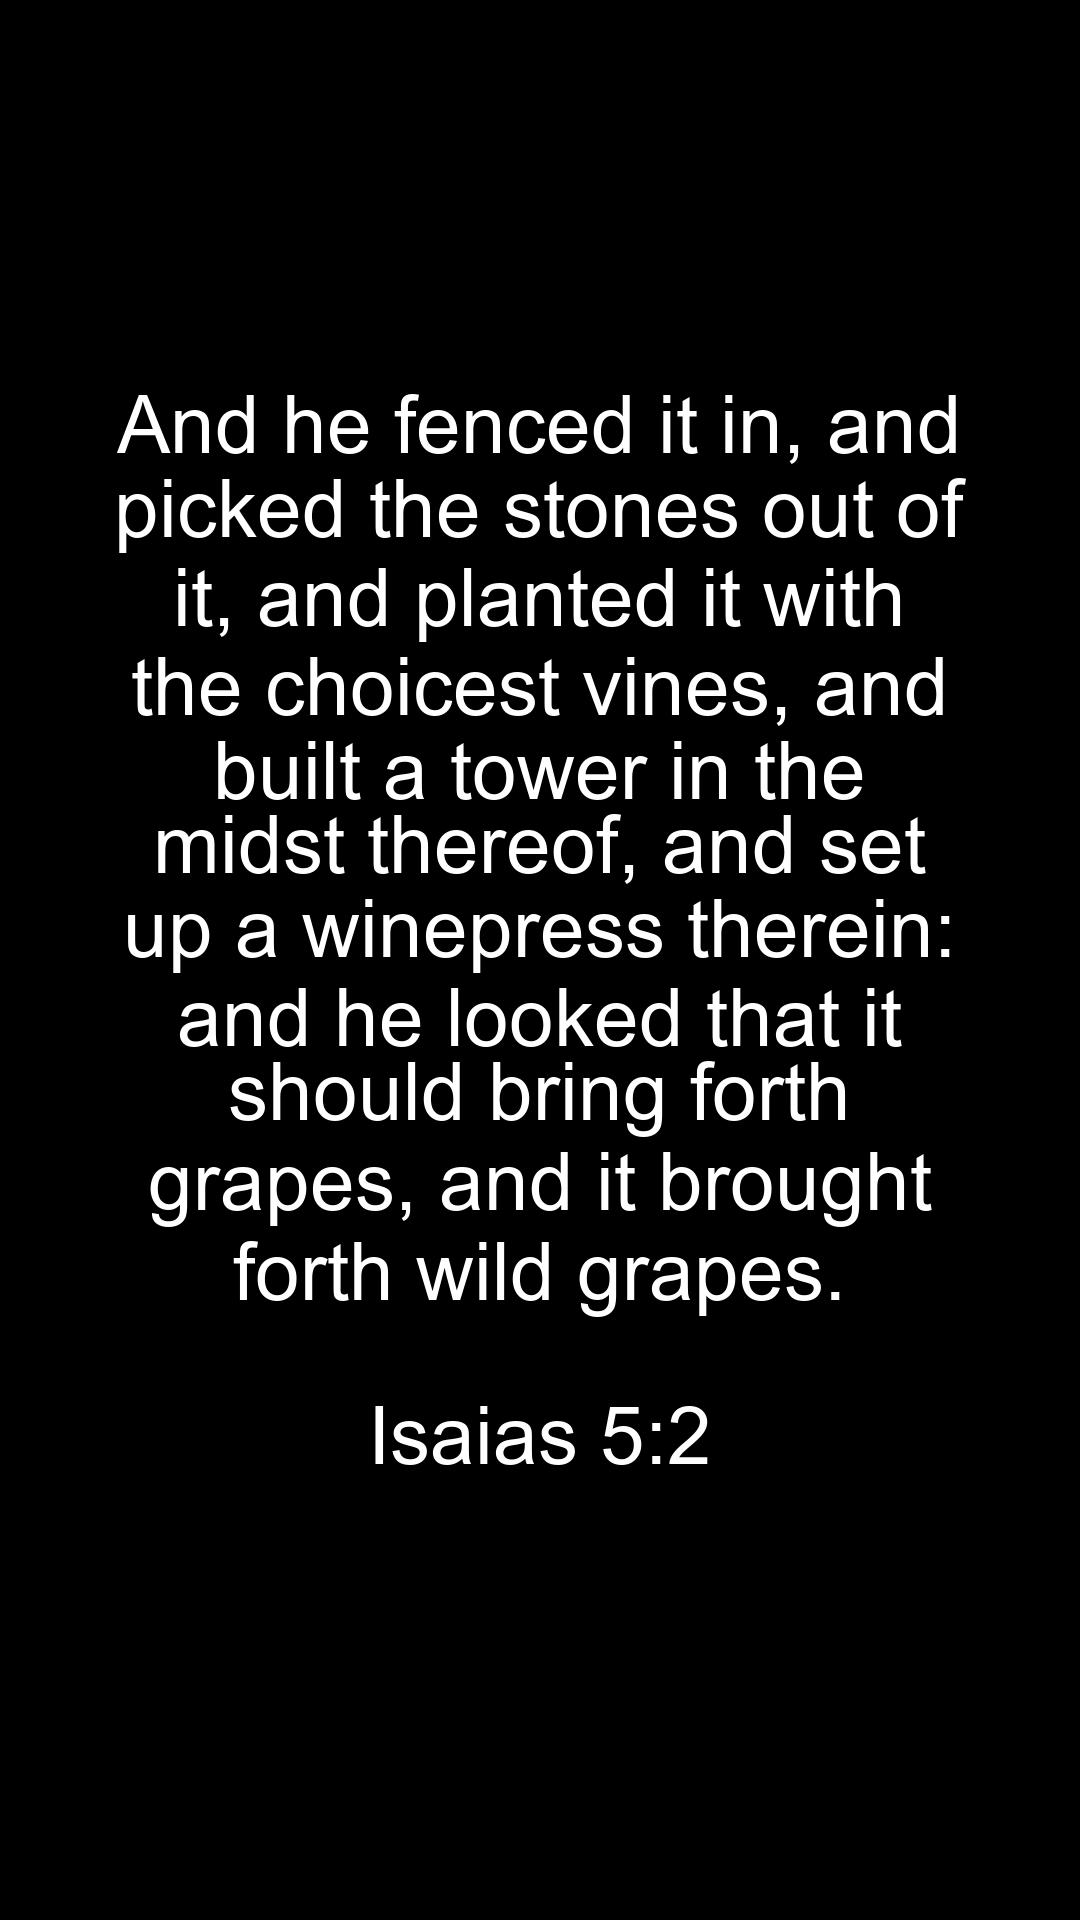 And he fenced it in, and
picked the stones out of
it, and planted it with
the choicest vines, and
built a tower in the
midst thereof, and set
up a winepress therein:
and he looked that it
should bring forth
grapes, and it brought
forth wild grapes.
Isaias 5:2